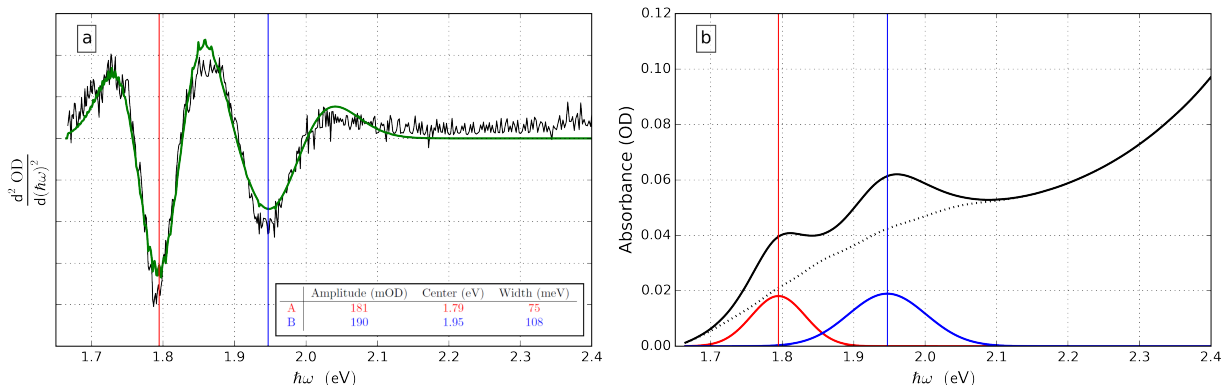 a
d² OD
d(ħω)²
Amplitude (mOD) Center (eV) Width (meV)
A 181 1.79 75
B 190 1.95 108
1.7 1.8 1.9 2.0 2.1 2.2 2.3 2.4
ħω (eV)
b
Absorbance (OD)
0.12
0.10
0.08
0.06
0.04
0.02
0.00
1.7 1.8 1.9 2.0 2.1 2.2 2.3 2.4
ħω (eV)